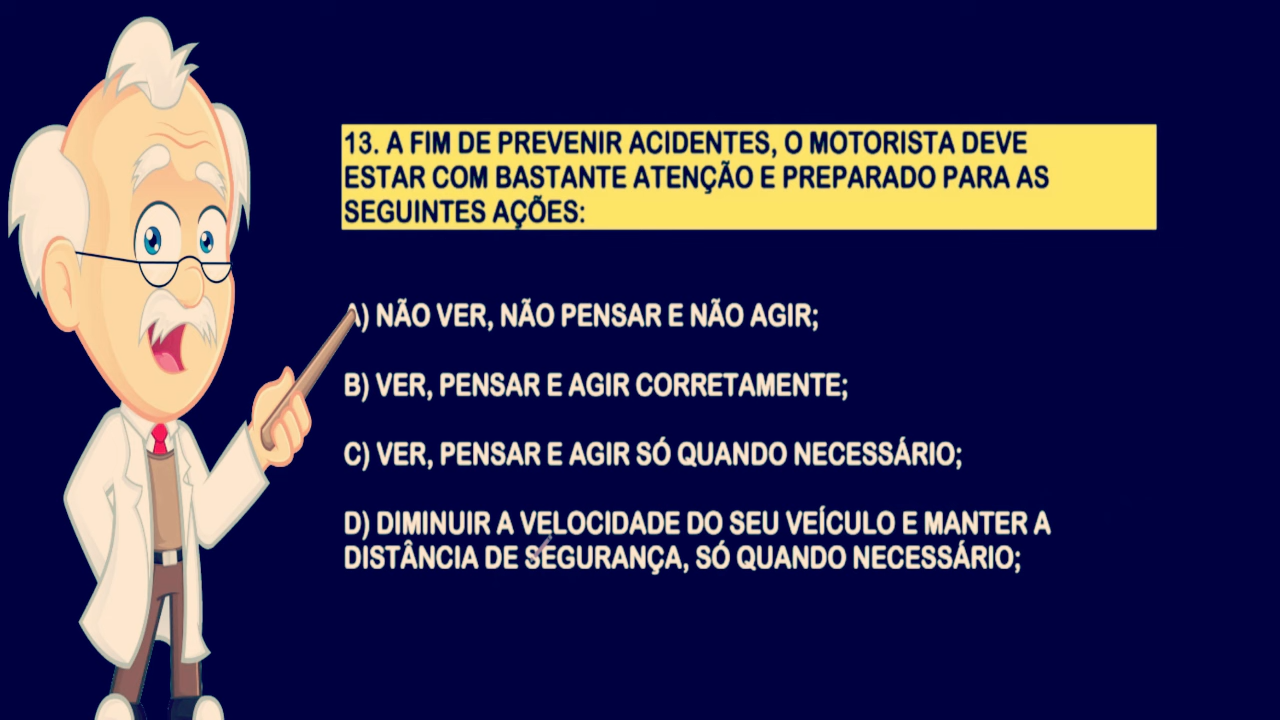 13. A FIM DE PREVENIR ACIDENTES, O MOTORISTA DEVE
ESTAR COM BASTANTE ATENÇÃO E PREPARADO PARA AS
SEGUINTES AÇÕES:
A) NÃO VER, NÃO PENSAR E NÃO AGIR;
B) VER, PENSAR E AGIR CORRETAMENTE;
C) VER, PENSAR E AGIR SÓ QUANDO NECESSÁRIO;
D) DIMINUIR A VELOCIDADE DO SEU VEÍCULO E MANTER A
DISTÂNCIA DE SEGURANÇA, SÓ QUANDO NECESSÁRIO;